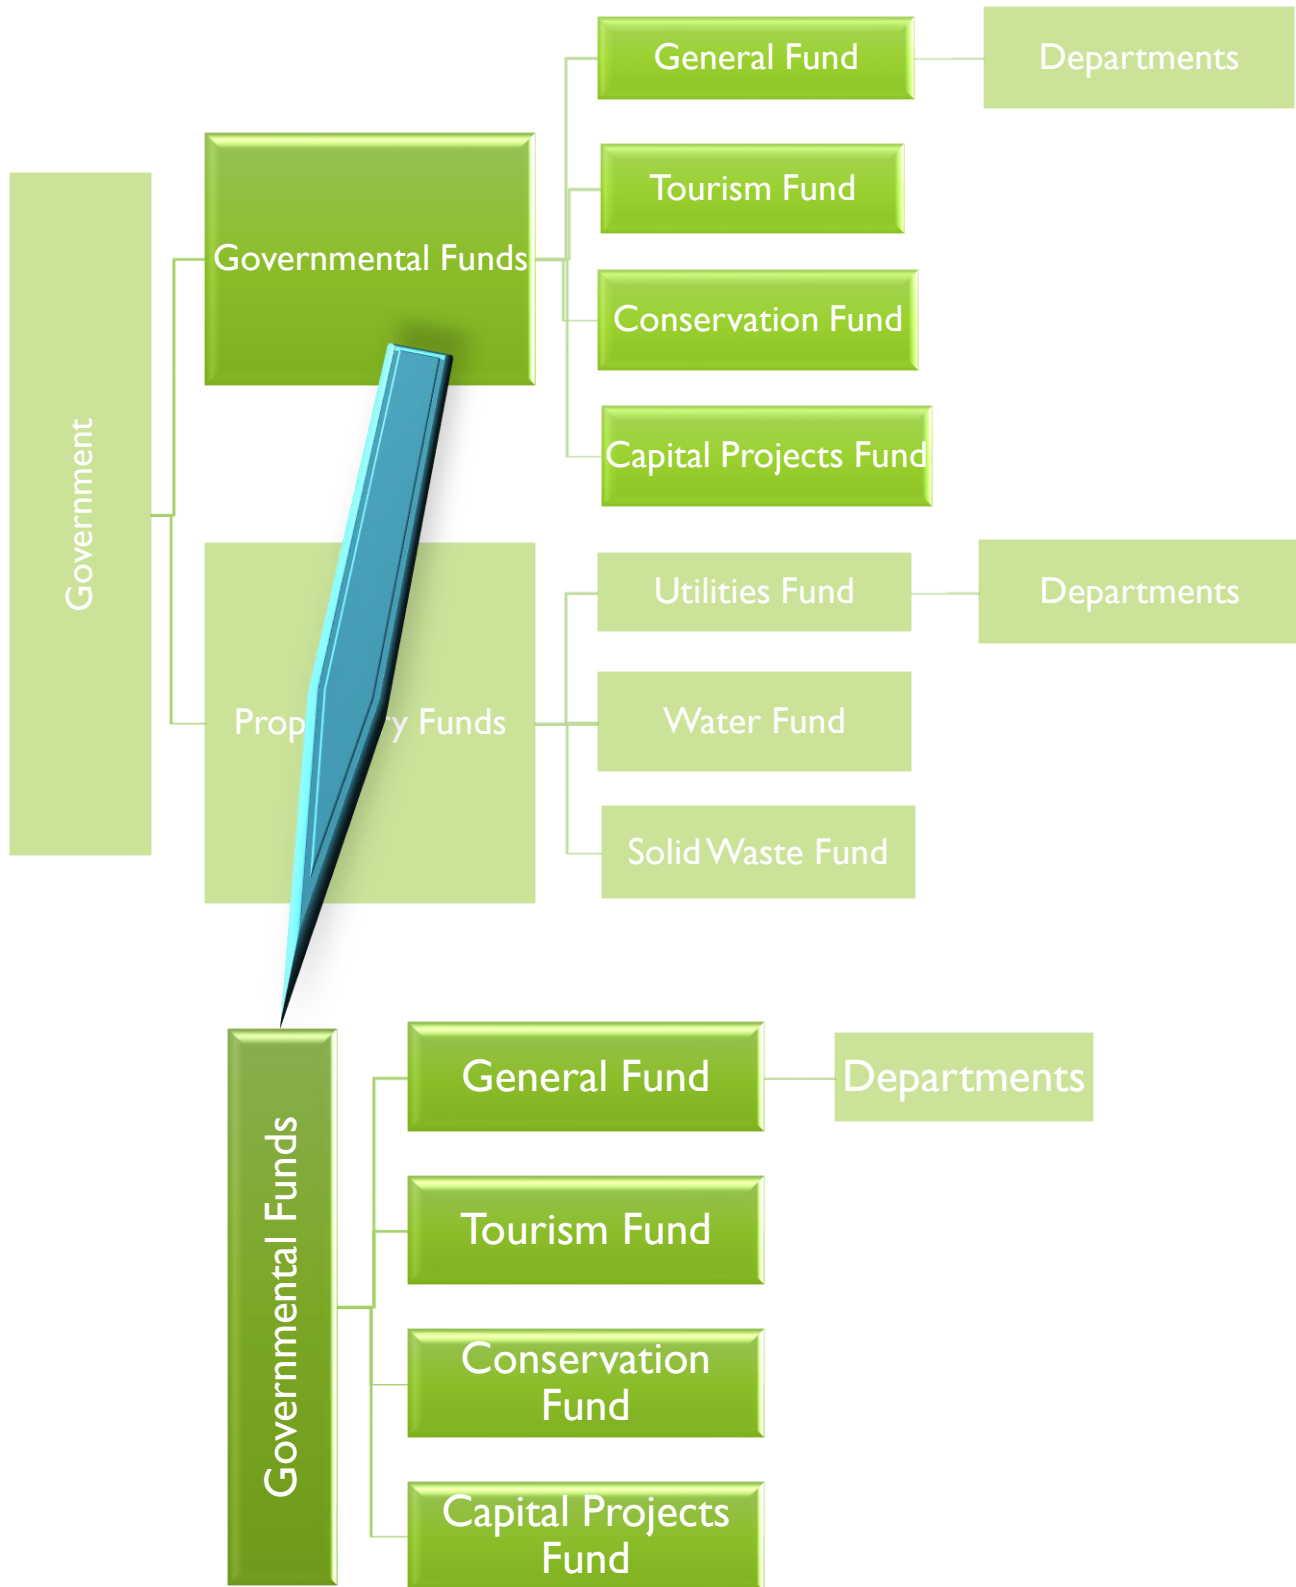 General Fund
Departments
Tourism Fund
Governmental Funds
Conservation Fund
Capital Projects Fund
Government
Utilities Fund
Departments
Funds
Water Fund
Solid Waste Fund
General Fund
Departments
Governmental Funds
Tourism Fund
Conservation
Fund
Capital Projects
Fund